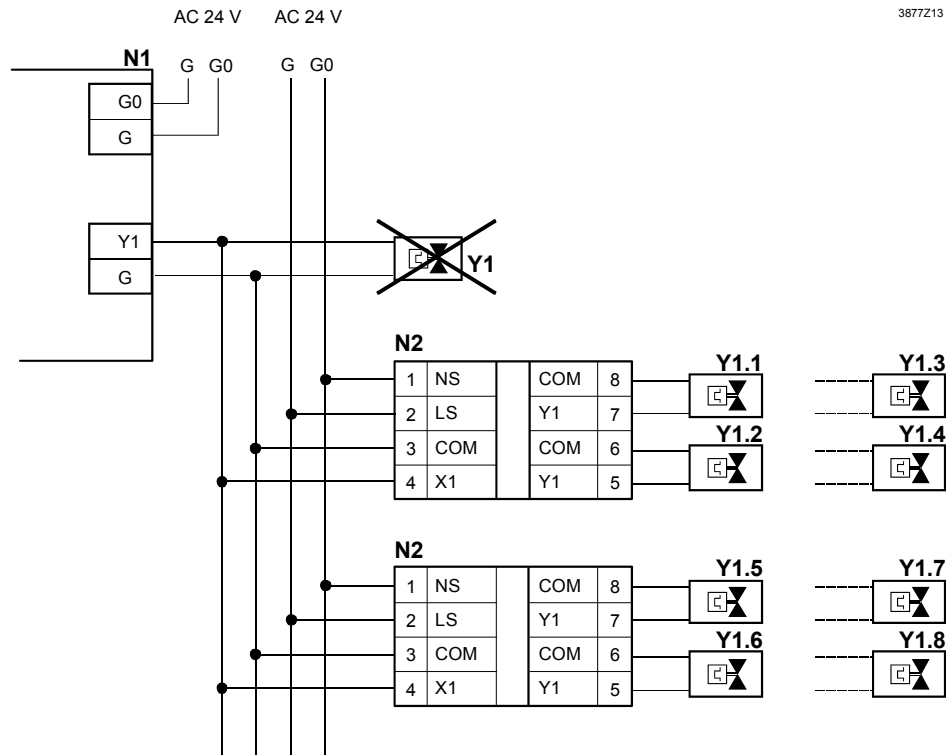 AC 24 V AC 24 V 3877Z13
N1 G G0 G G0
G0
G
Y1
G
Y1
N2
Y1.1 Y1.3
1 NS COM 8
2 LS Y1 7
Y1.2 Y1.4
3 COM COM 6
4 X1 Y1 5
N2
Y1.5 Y1.7
1 NS COM 8
2 LS Y1 7
Y1.6 Y1.8
3 COM COM 6
4 X1 Y1 5